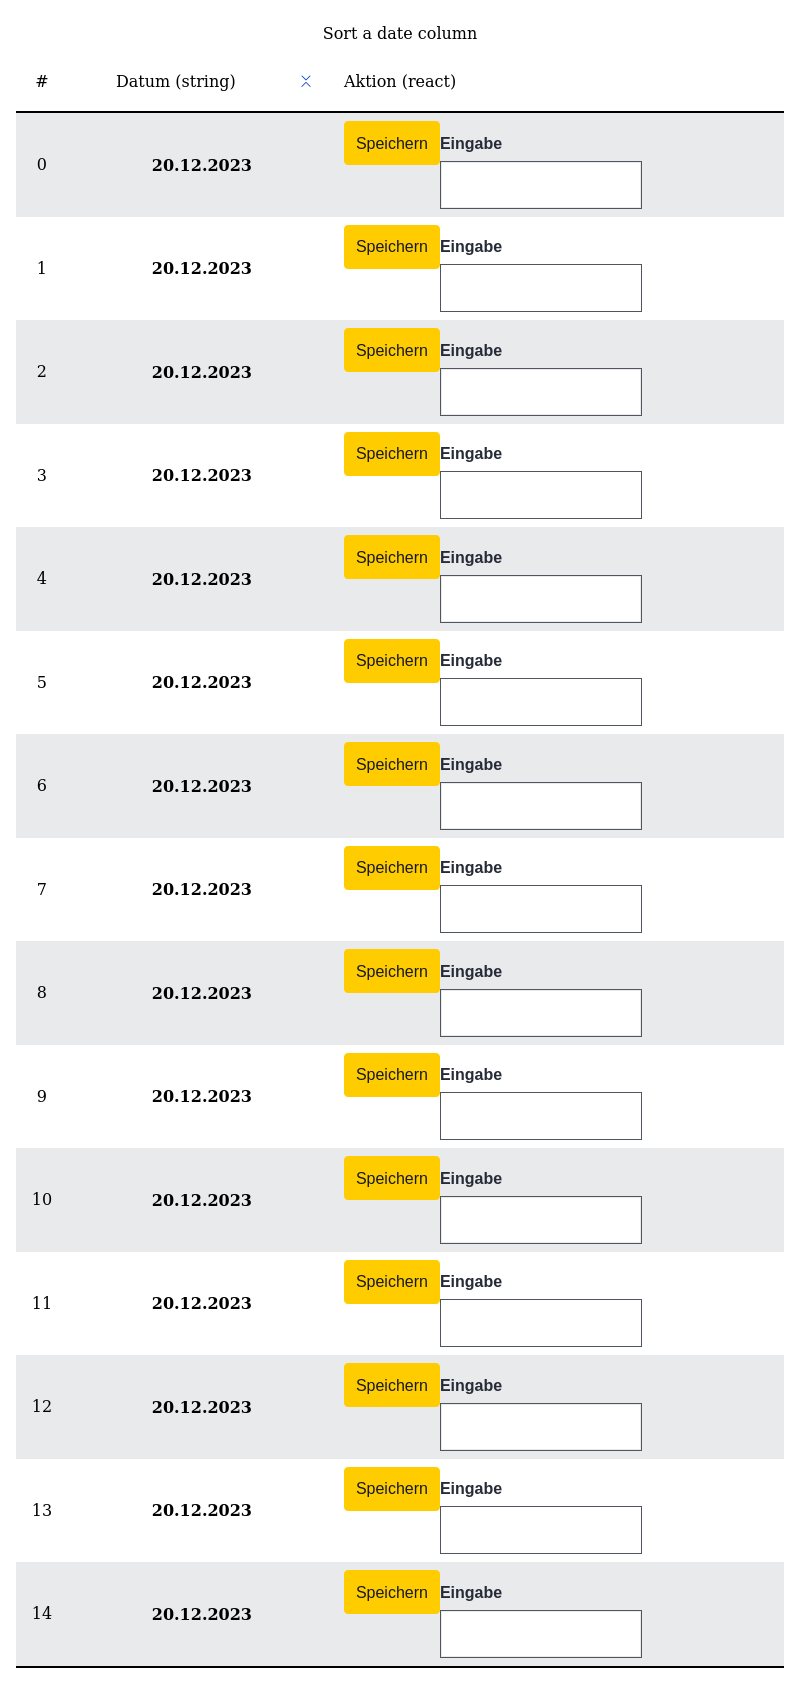 Sort a date column
# Datum (string) Aktion (react)
Speichern Eingabe
0 20.12.2023
Speichern Eingabe
1 20.12.2023
Speichern Eingabe
2 20.12.2023
Speichern Eingabe
3 20.12.2023
Speichern Eingabe
4 20.12.2023
Speichern Eingabe
5 20.12.2023
Speichern Eingabe
6 20.12.2023
Speichern Eingabe
7 20.12.2023
Speichern Eingabe
8 20.12.2023
Speichern Eingabe
9 20.12.2023
Speichern Eingabe
10 20.12.2023
Speichern Eingabe
11 20.12.2023
Speichern Eingabe
12 20.12.2023
Speichern Eingabe
13 20.12.2023
Speichern Eingabe
14 20.12.2023